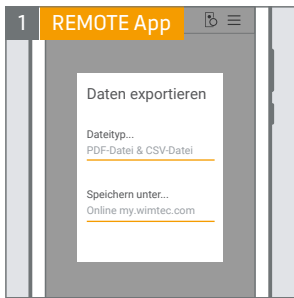 1 REMOTE App
Daten exportieren
Dateityp...
PDF-Datei & CSV-Datei
Speichern unter...
Online my.wimtec.com